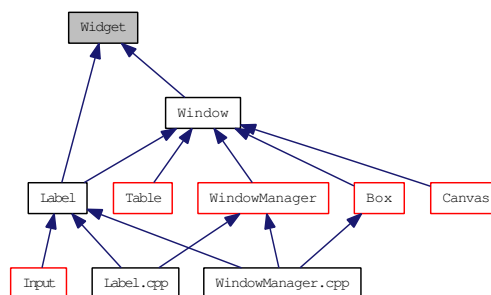 Widget
Window
Label
Table
WindowManager
Box
Canvas
Input
Label.cpp
WindowManager.cpp